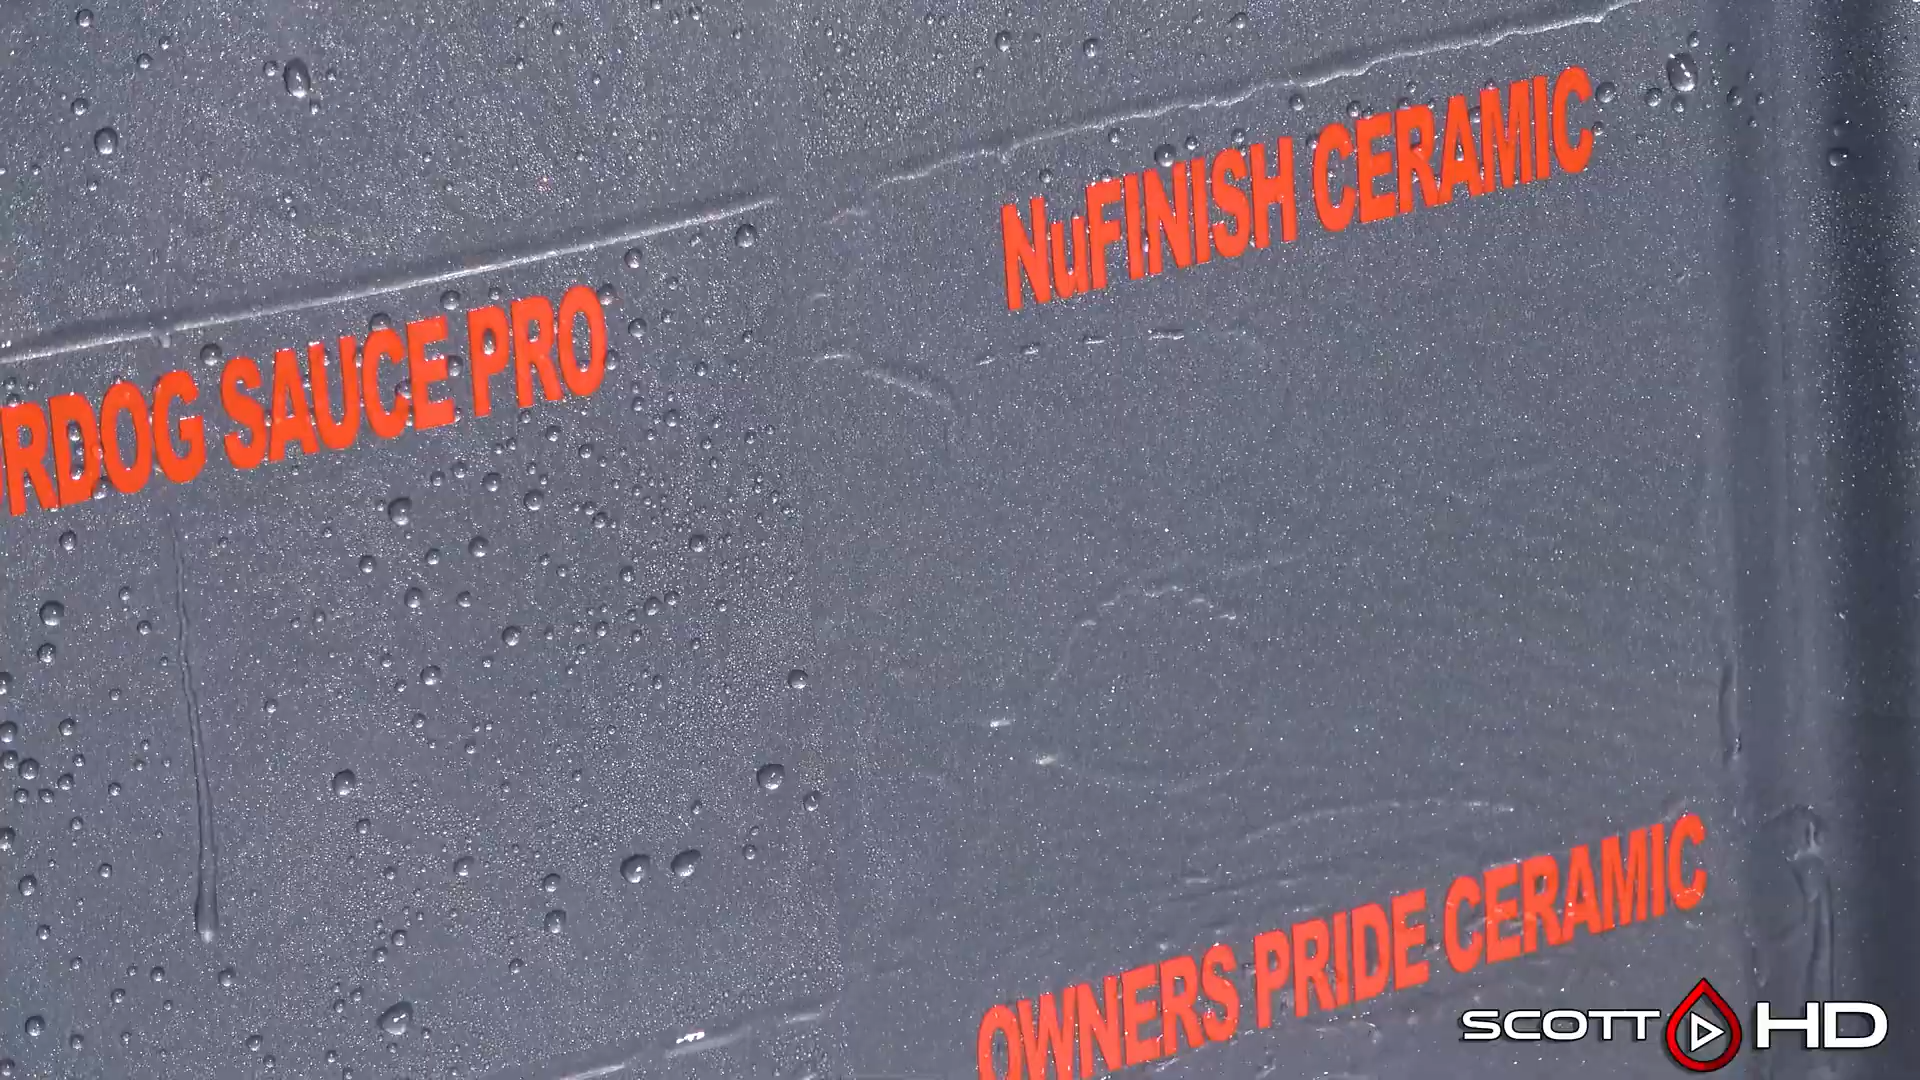 NuFINISH CERAMIC
RDOG SAUCE PRO
OWNERS PRIDE CERAMIC
SCOTT HD